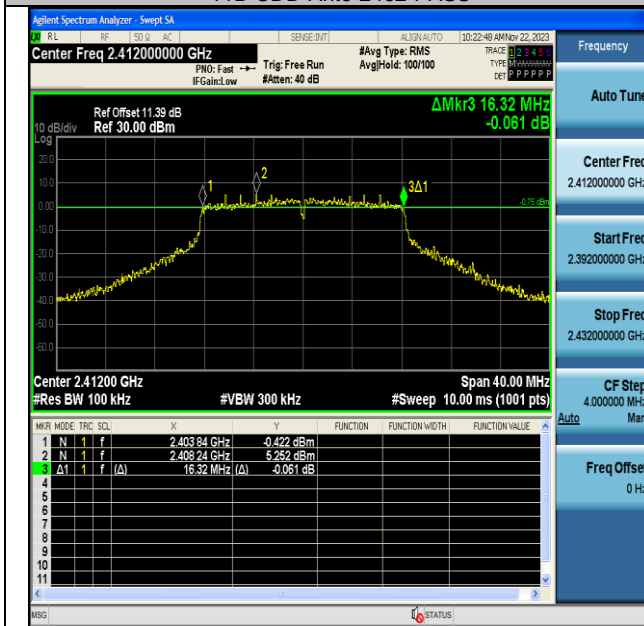 Agilent Spectrum Analyzer - Swept SA
RL RF 50 Ω AC SENSE:INT ALIGN AUTO 10:22:48 AM Nov 22, 2023
Center Freq 2.412000000 GHz
PNO: Fast
IFGain:Low
Trig: Free Run
#Atten: 40 dB
#Avg Type: RMS
Avg|Hold: 100/100
TRACE 1 2 3 4 5 6
TYPE M
DET P P P P P P
Frequency
Ref Offset 11.39 dB
10 dB/div Ref 30.00 dBm
Log
ΔMkr3 16.32 MHz
-0.061 dB
20.0
10.0
0.00
-10.0
-20.0
-30.0
-40.0
-50.0
-60.0
1
2
3Δ1
-0.75 dBm
Center 2.41200 GHz Span 40.00 MHz
#Res BW 100 kHz #VBW 300 kHz #Sweep 10.00 ms (1001 pts)
MKR MODE TRC SCL X Y FUNCTION FUNCTION WIDTH FUNCTION VALUE
1 N 1 f 2.403 84 GHz -0.422 dBm
2 N 1 f 2.408 24 GHz 5.252 dBm
3 Δ1 1 f (Δ) 16.32 MHz (Δ) -0.061 dB
4
5
6
7
8
9
10
11
MSG STATUS
Auto Tune
Center Freq
2.412000000 GHz
Start Freq
2.392000000 GHz
Stop Freq
2.432000000 GHz
CF Step
4.000000 MHz
Auto Man
Freq Offset
0 Hz